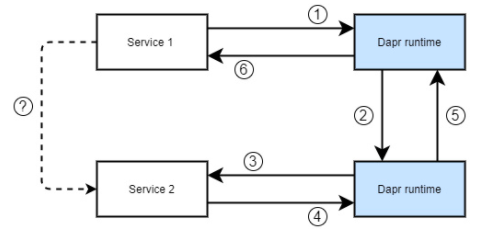 ①
Service 1
Dapr runtime
⑥
?
②
⑤
③
Service 2
Dapr runtime
④